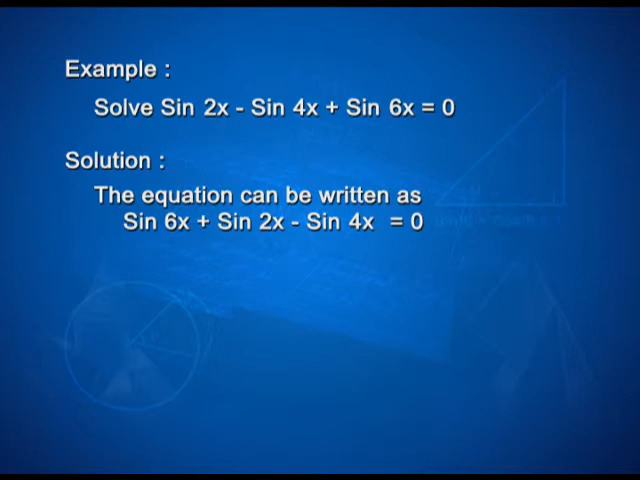 Example :
Solve Sin 2x - Sin 4x + Sin 6x = 0
Solution :
The equation can be written as
Sin 6x + Sin 2x - Sin 4x = 0